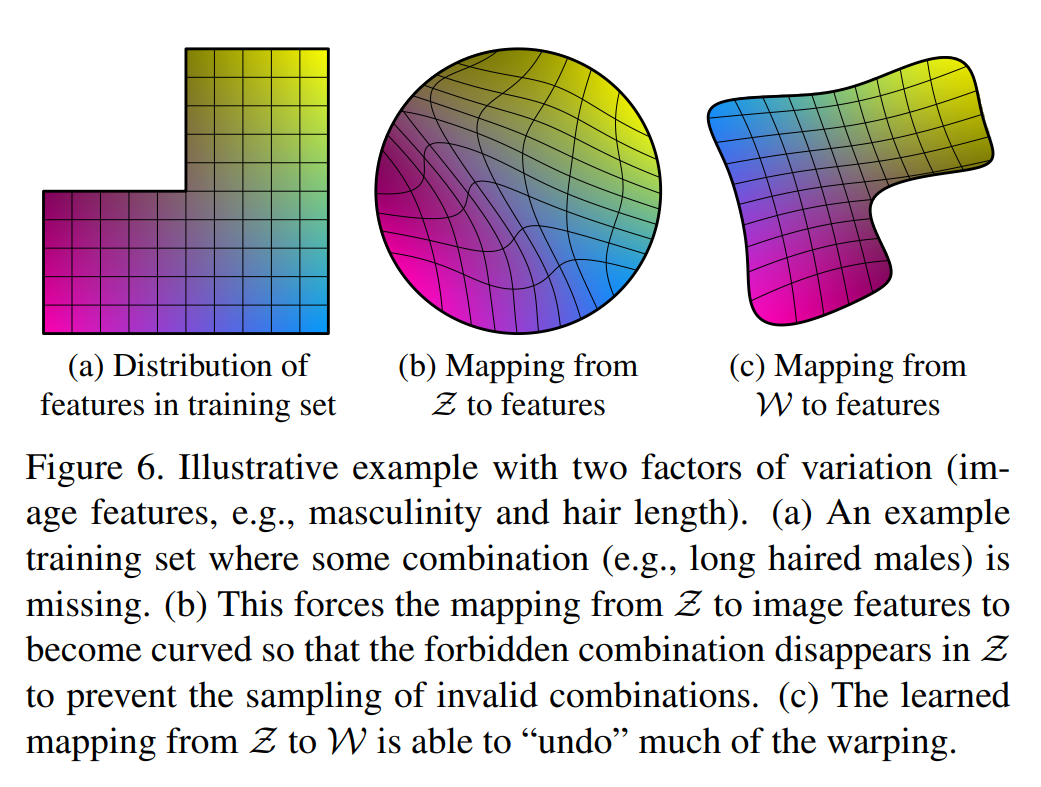 (a) Distribution of
features in training set
(b) Mapping from
𝒵 to features
(c) Mapping from
𝒲 to features
Figure 6. Illustrative example with two factors of variation (im-
age features, e.g., masculinity and hair length). (a) An example
training set where some combination (e.g., long haired males) is
missing. (b) This forces the mapping from 𝒵 to image features to
become curved so that the forbidden combination disappears in 𝒵
to prevent the sampling of invalid combinations. (c) The learned
mapping from 𝒵 to 𝒲 is able to “undo” much of the warping.